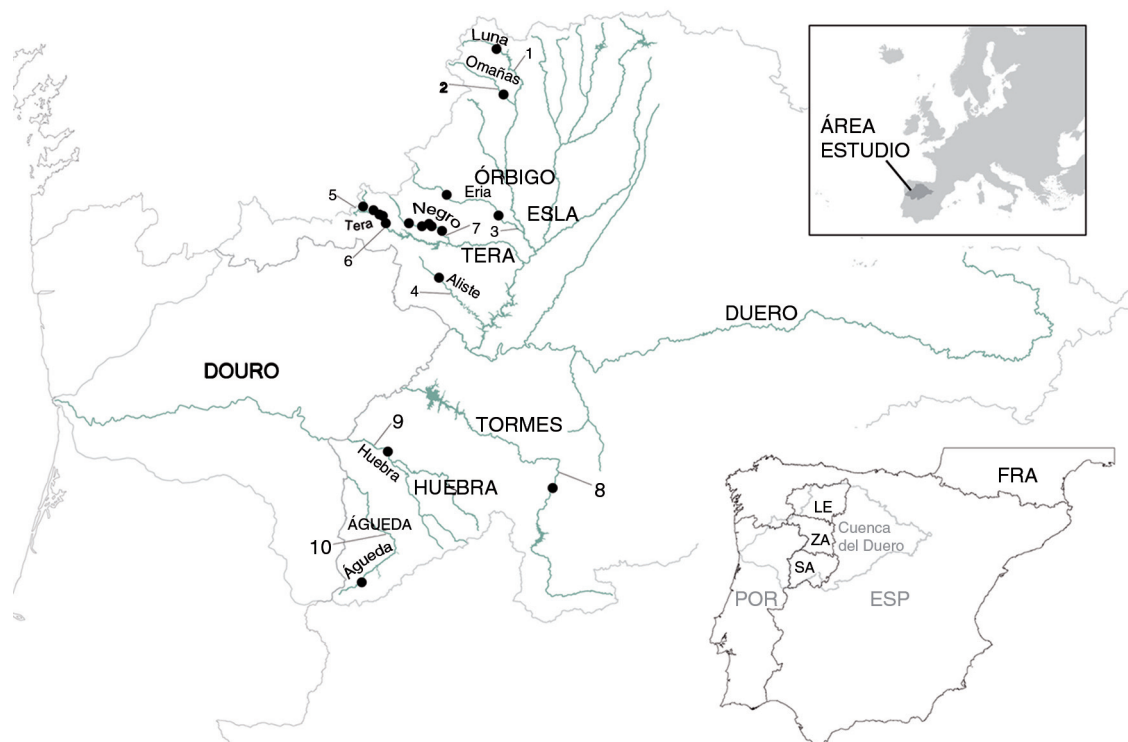 Luna
1
Omañas
2
ÁREA
ESTUDIO
ÓRBIGO
Eria
5
Negro
ESLA
Tera
7
3
6
TERA
4
Aliste
DUERO
DOURO
9
TORMES
Huebra
HUEBRA
8
FRA
LE
ÁGUEDA
ZA
Cuenca
del Duero
10
Águeda
SA
POR
ESP